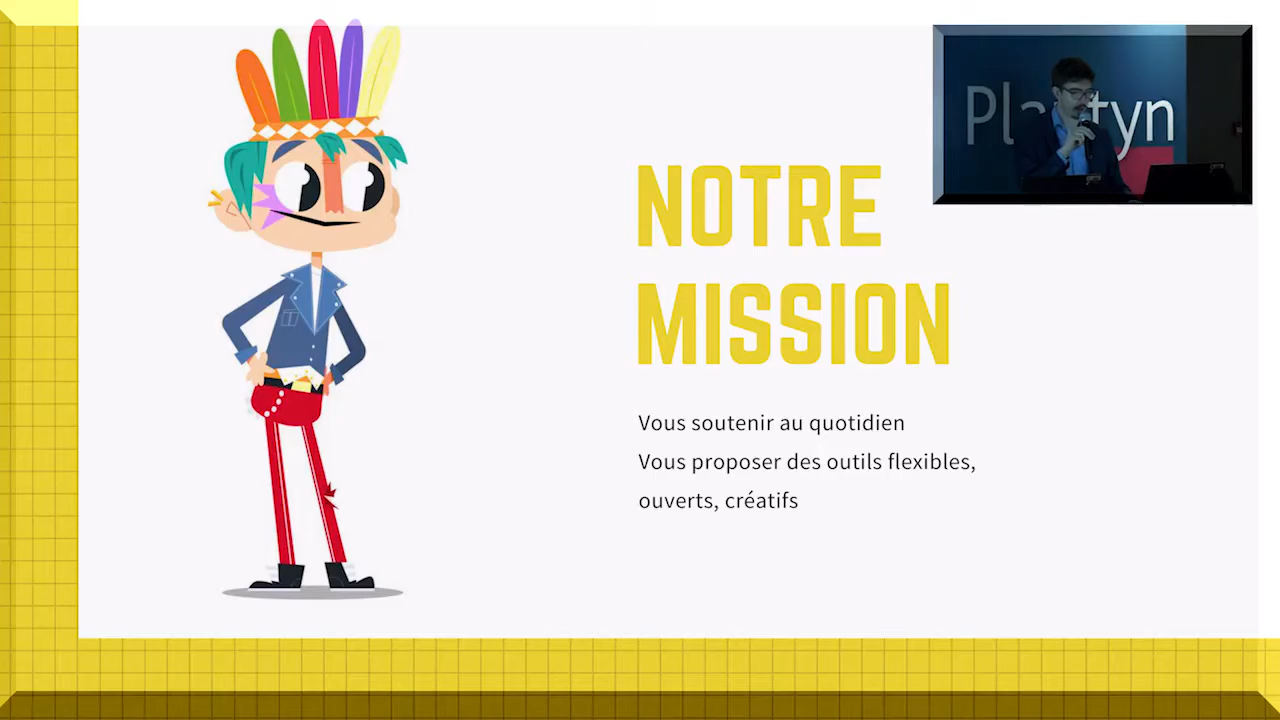 NOTRE
MISSION
Vous soutenir au quotidien
Vous proposer des outils flexibles,
ouverts, créatifs